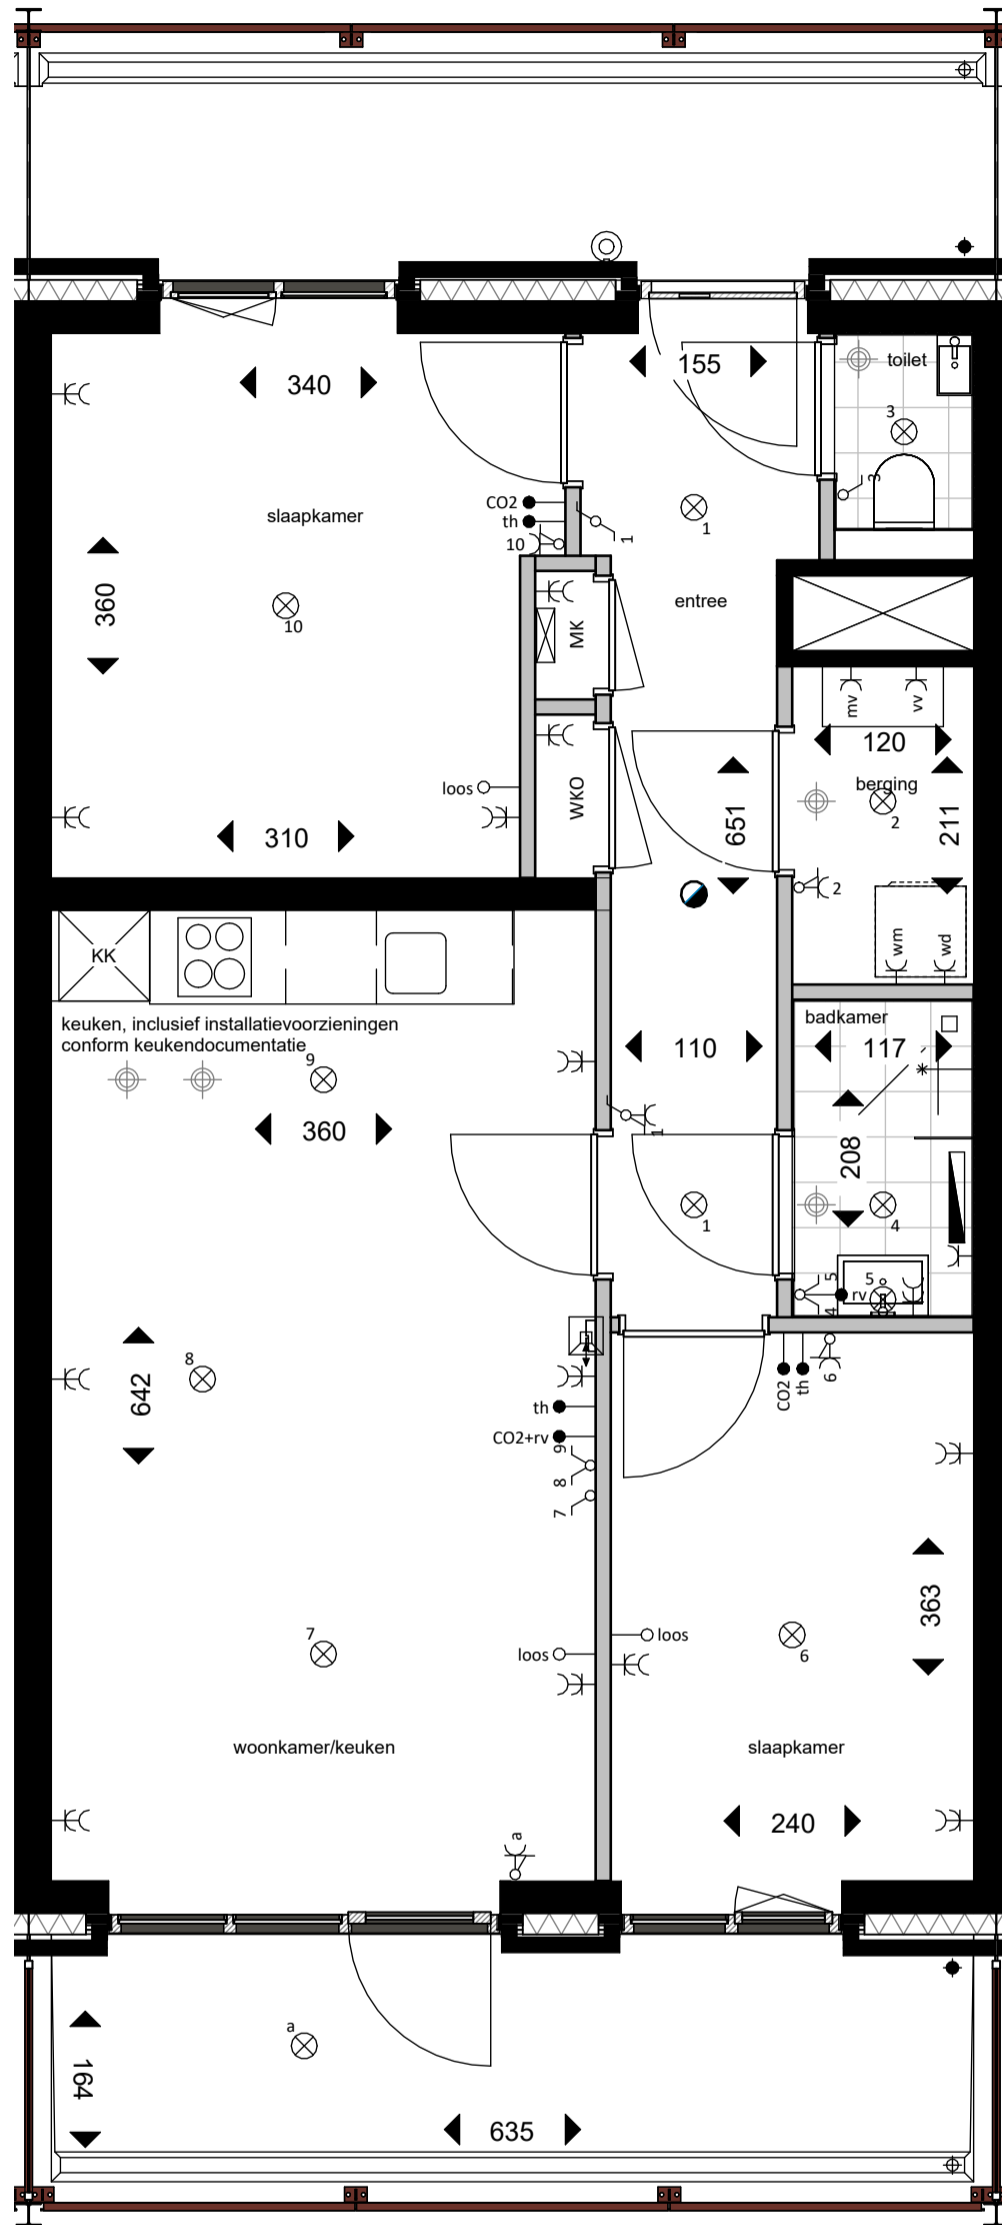 155
toilet
340
3
3
CO2
slaapkamer
th
1
1
10
360
entree
10
MK
mv
vv
120
berging
loos
WKO
651
2
211
310
2
KK
wm
wd
keuken, inclusief installatievoorzieningen
conform keukendocumentatie
badkamer
9
110
117
1
360
208
1
4
5
5
rv
4
8
642
CO2
th
6
th
CO2+rv
9
8
7
363
7
loos
loos
6
woonkamer/keuken
slaapkamer
240
a
a
164
635